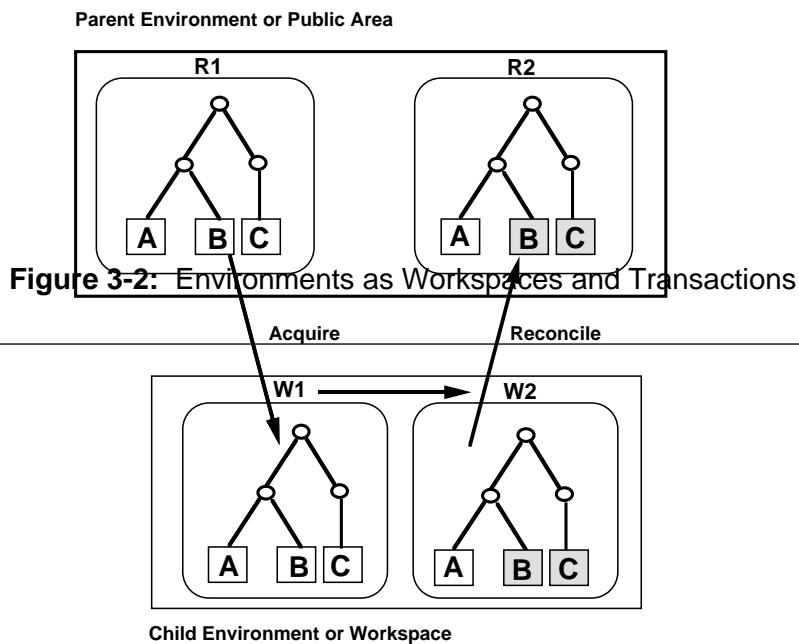 Parent Environment or Public Area
R1 R2
A B C A B C
Figure 3-2: Environments as Workspaces and Transactions
Acquire Reconcile
W1 W2
A B C A B C
Child Environment or Workspace